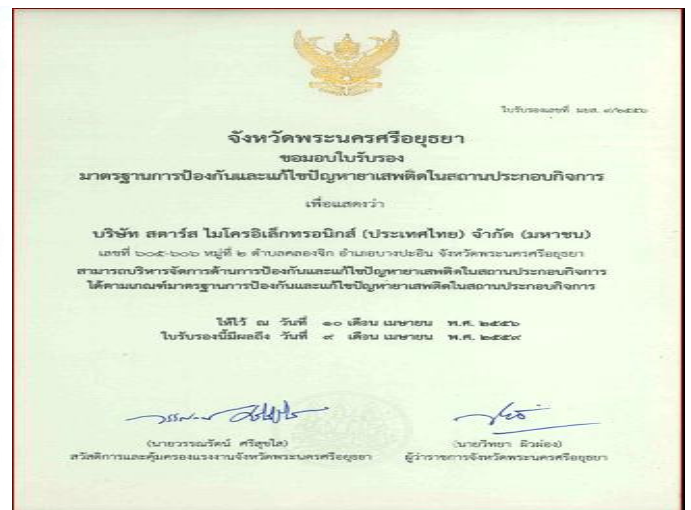 ใบรับรองเลขที่ มยส. ๙/๒๕๕๖
จังหวัดพระนครศรีอยุธยา
ขอมอบใบรับรอง
มาตรฐานการป้องกันและแก้ไขปัญหายาเสพติดในสถานประกอบกิจการ
เพื่อแสดงว่า
บริษัท สตาร์ส ไมโครอิเล็กทรอนิกส์ (ประเทศไทย) จำกัด (มหาชน)
เลขที่ ๖๐๕-๖๐๖ หมู่ที่ ๒ ตำบลคลองจิก อำเภอบางปะอิน จังหวัดพระนครศรีอยุธยา
สามารถบริหารจัดการด้านการป้องกันและแก้ไขปัญหายาเสพติดในสถานประกอบกิจการ
ได้ตามเกณฑ์มาตรฐานการป้องกันและแก้ไขปัญหายาเสพติดในสถานประกอบกิจการ
ให้ไว้ ณ วันที่ ๑๐ เดือน เมษายน พ.ศ. ๒๕๕๖
ใบรับรองนี้มีผลถึง วันที่ ๙ เดือน เมษายน พ.ศ. ๒๕๕๙
(นายวรรณรัตน์ ศรีสุขใส) (นายวิทยา ผิวผ่อง)
สวัสดิการและคุ้มครองแรงงานจังหวัดพระนครศรีอยุธยา ผู้ว่าราชการจังหวัดพระนครศรีอยุธยา